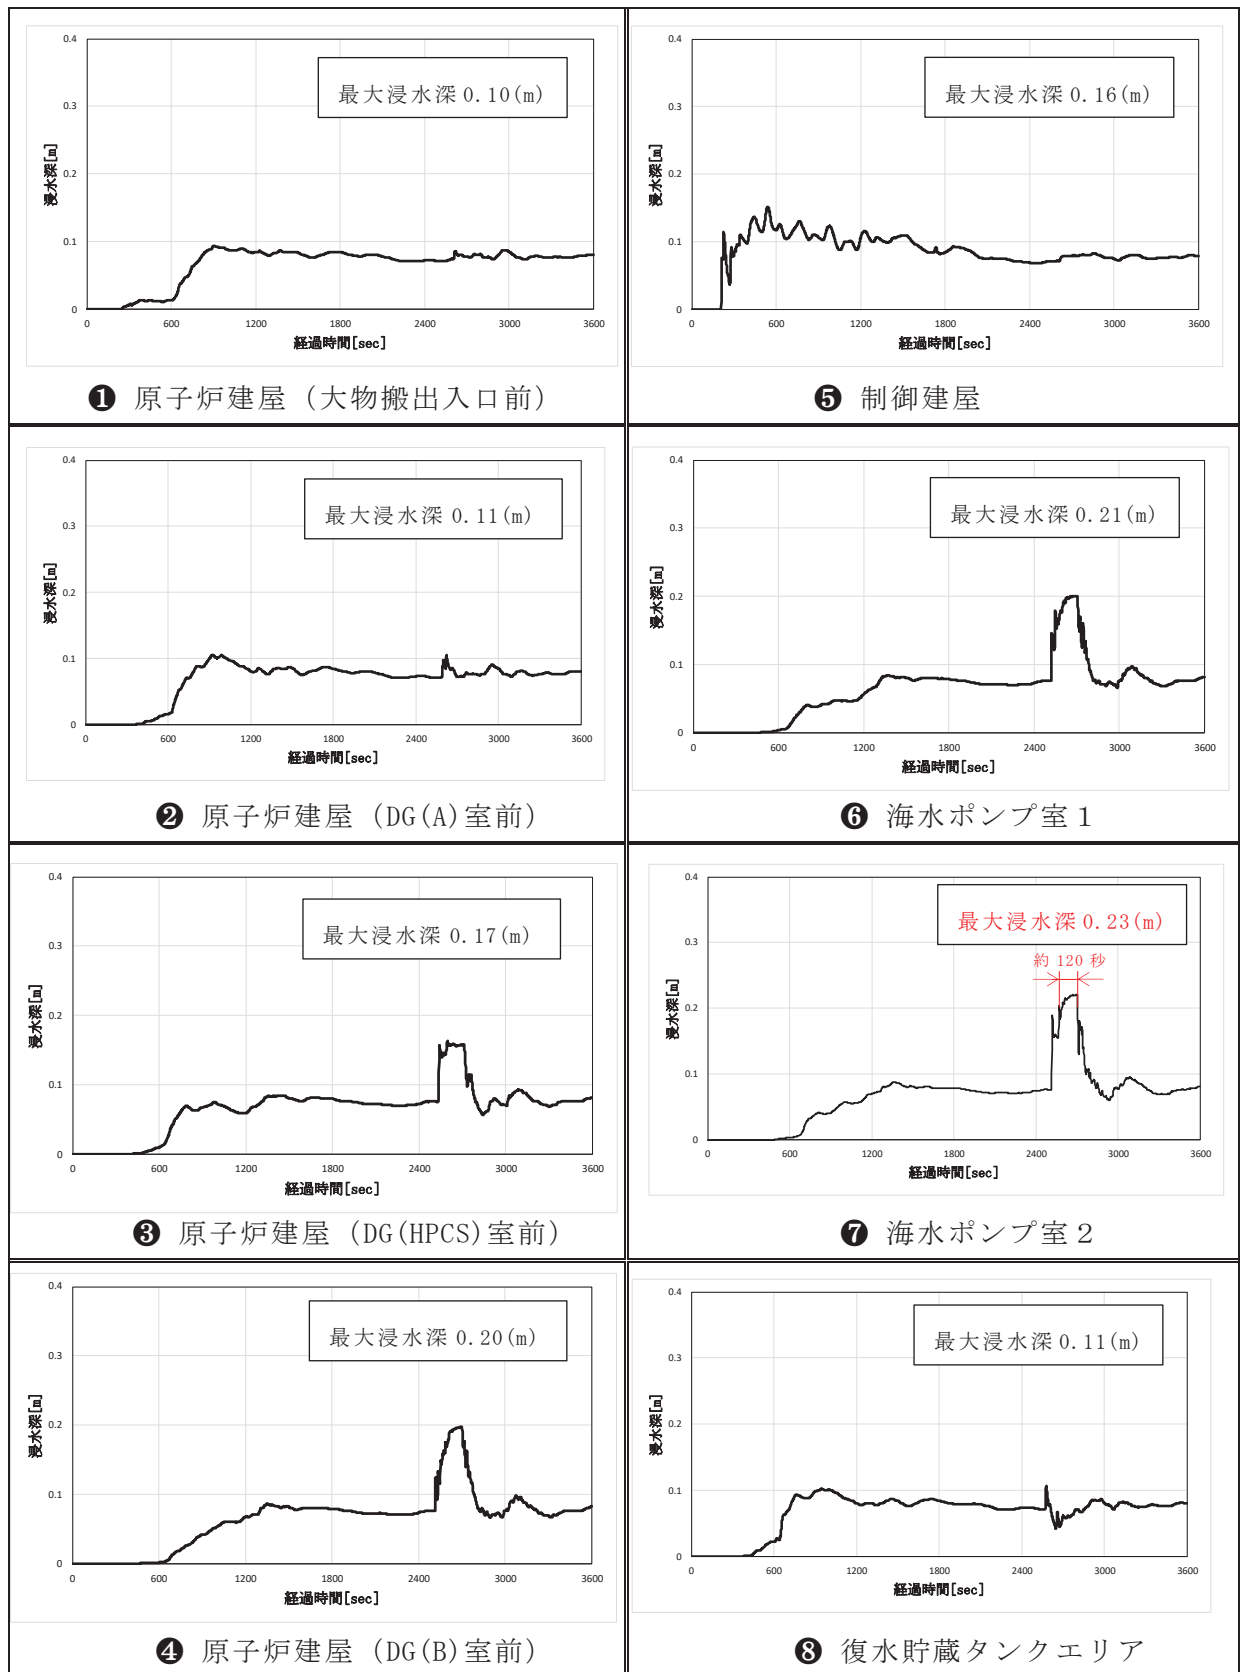 0.4
0.3
0.2
0.1
0
浸水深[m]
最大浸水深 0.10(m)
0 600 1200 1800 2400 3000 3600
経過時間[sec]
❶ 原子炉建屋（大物搬出入口前）
0.4
0.3
0.2
0.1
0
浸水深[m]
最大浸水深 0.16(m)
0 600 1200 1800 2400 3000 3600
経過時間[sec]
❺ 制御建屋
0.4
0.3
0.2
0.1
0
浸水深[m]
最大浸水深 0.11(m)
0 600 1200 1800 2400 3000 3600
経過時間[sec]
❷ 原子炉建屋（DG(A)室前）
0.4
0.3
0.2
0.1
0
浸水深[m]
最大浸水深 0.21(m)
0 600 1200 1800 2400 3000 3600
経過時間[sec]
❻ 海水ポンプ室１
0.4
0.3
0.2
0.1
0
浸水深[m]
最大浸水深 0.17(m)
0 600 1200 1800 2400 3000 3600
経過時間[sec]
❸ 原子炉建屋（DG(HPCS)室前）
0.4
0.3
0.2
0.1
0
浸水深[m]
最大浸水深 0.23(m)
約 120 秒
0 600 1200 1800 2400 3000 3600
経過時間[sec]
❼ 海水ポンプ室２
0.4
0.3
0.2
0.1
0
浸水深[m]
最大浸水深 0.20(m)
0 600 1200 1800 2400 3000 3600
経過時間[sec]
❹ 原子炉建屋（DG(B)室前）
0.4
0.3
0.2
0.1
0
浸水深[m]
最大浸水深 0.11(m)
0 600 1200 1800 2400 3000 3600
経過時間[sec]
❽ 復水貯蔵タンクエリア